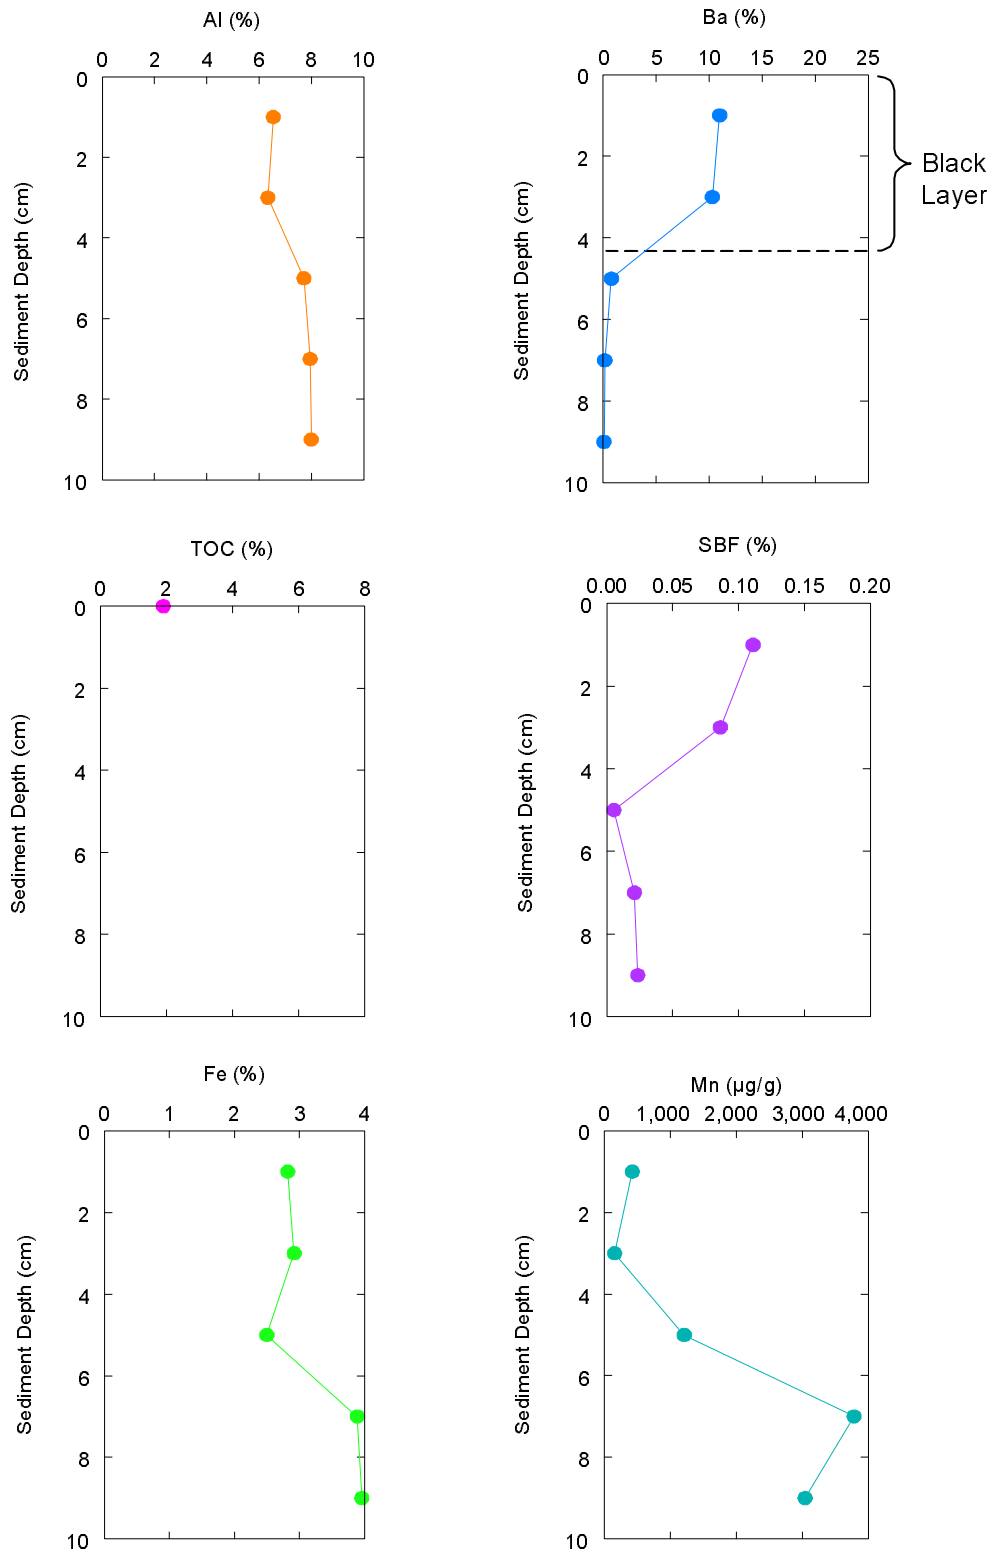 Al (%)
0 2 4 6 8 10
0
2
4
6
8
10
Sediment Depth (cm)
Ba (%)
0 5 10 15 20 25
0
2
4
6
8
10
Sediment Depth (cm)
Black
Layer
TOC (%)
0 2 4 6 8
0
2
4
6
8
10
Sediment Depth (cm)
SBF (%)
0.00 0.05 0.10 0.15 0.20
0
2
4
6
8
10
Sediment Depth (cm)
Fe (%)
0 1 2 3 4
0
2
4
6
8
10
Sediment Depth (cm)
Mn (µg/g)
0 1,000 2,000 3,000 4,000
0
2
4
6
8
10
Sediment Depth (cm)